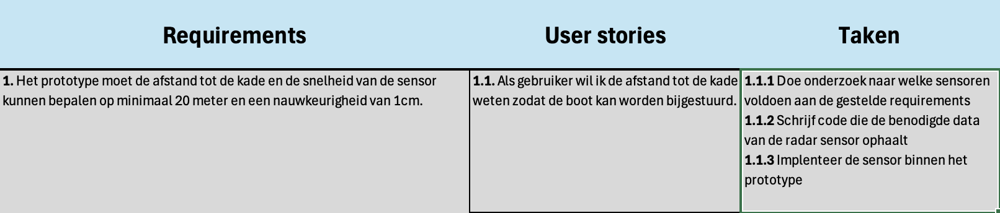 Requirements
User stories
Taken
1. Het prototype moet de afstand tot de kade en de snelheid van de sensor
kunnen bepalen op minimaal 20 meter en een nauwkeurigheid van 1cm.
1.1. Als gebruiker wil ik de afstand tot de kade
weten zodat de boot kan worden bijgestuurd.
1.1.1 Doe onderzoek naar welke sensoren
voldoen aan de gestelde requirements
1.1.2 Schrijf code die de benodigde data
van de radar sensor ophaalt
1.1.3 Implenteer de sensor binnen het
prototype